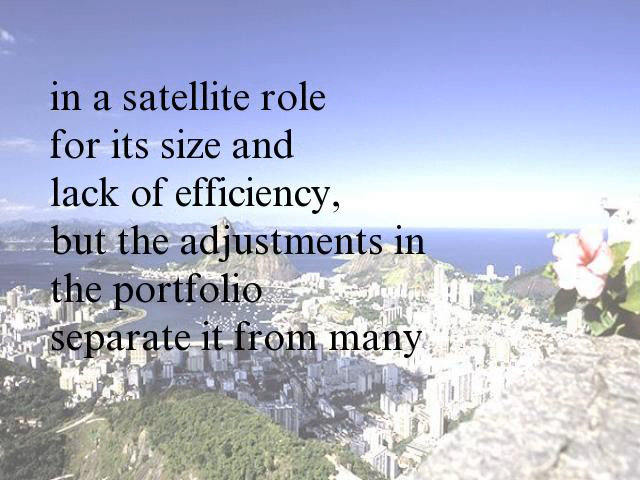 in a satellite role
for its size and
lack of efficiency,
but the adjustments in
the portfolio
separate it from many